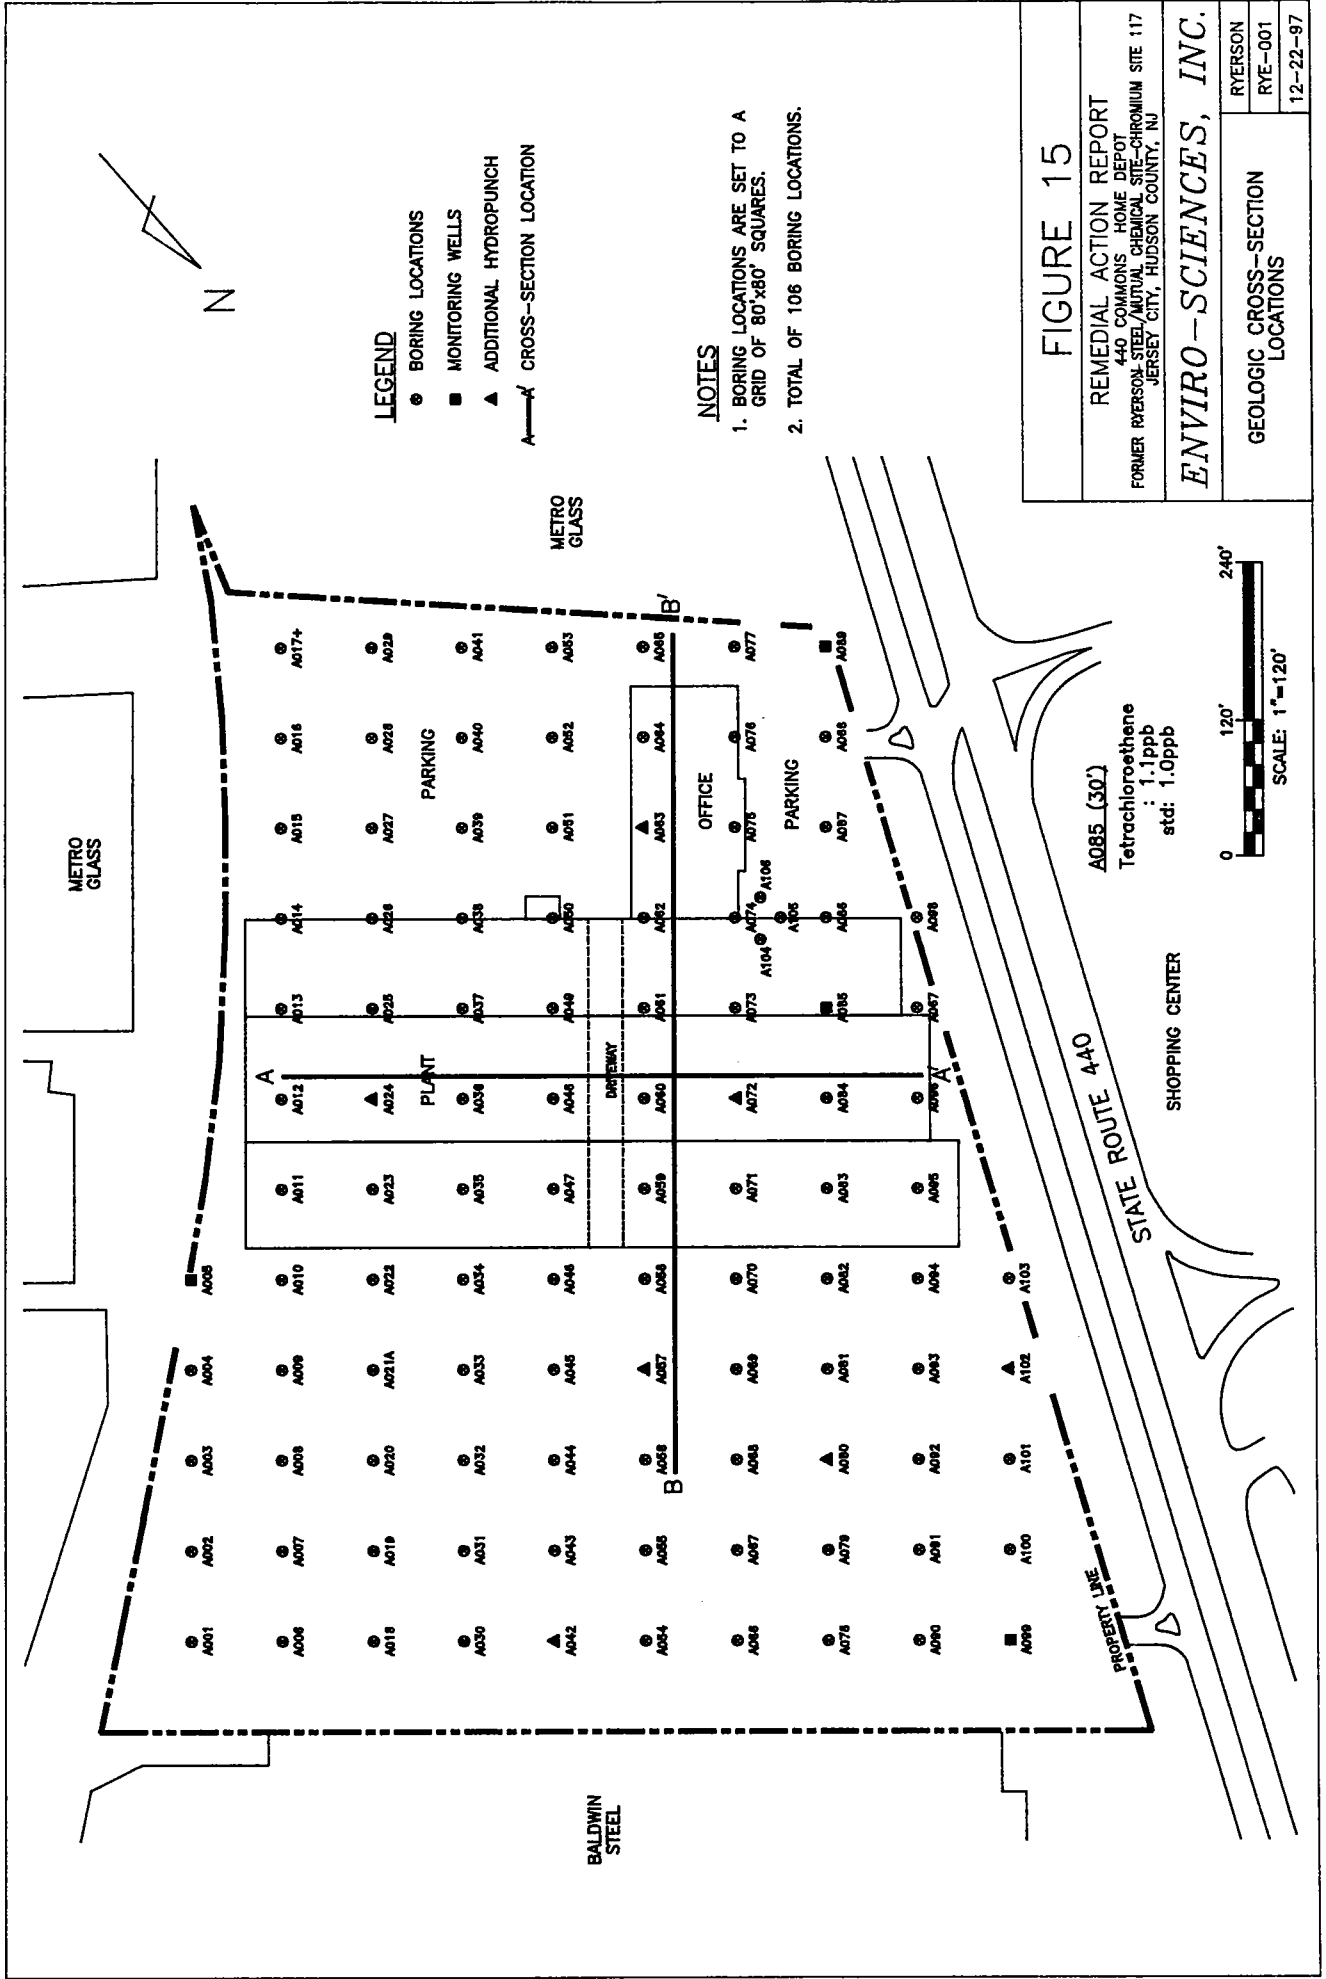 METRO
GLASS
N
A001 A002 A003 A004 A005
A
A006 A007 A008 A009 A010 A011 A012 A013 A014 A015 A016 A017+
A018 A019 A020 A021A A022 A023 A024 A025 A026 A027 A028 A029
PLANT
PARKING
A030 A031 A032 A033 A034 A035 A036 A037 A038 A039 A040 A041
A042 A043 A044 A045 A046 A047 A048 A049 A050 A051 A052 A053
METRO
GLASS
BALDWIN
STEEL
DRIVEWAY
A054 A055 A056 A057 A058 A059 A060 A061 A062 A063 A064 A065
B
B'
OFFICE
A066 A067 A068 A069 A070 A071 A072 A073 A074 A075 A076 A077
A104 A106
A105
PARKING
A078 A079 A080 A081 A082 A083 A084 A085 A086 A087 A088 A089
A090 A091 A092 A093 A094 A095 A096 A097 A098
A'
A099 A100 A101 A102 A103
PROPERTY LINE
STATE ROUTE 440
SHOPPING CENTER
A085 (30')
Tetrachloroethene
: 1.1ppb
std: 1.0ppb
0 120' 240'
SCALE: 1"=120'
LEGEND
BORING LOCATIONS
MONITORING WELLS
ADDITIONAL HYDROPUNCH
A A' CROSS-SECTION LOCATION
NOTES
1. BORING LOCATIONS ARE SET TO A
GRID OF 80'x80' SQUARES.
2. TOTAL OF 106 BORING LOCATIONS.
FIGURE 15
REMEDIAL ACTION REPORT
440 COMMONS HOME DEPOT
FORMER RYERSON STEEL/MUTUAL CHEMICAL SITE-CHROMIUM SITE 117
JERSEY CITY, HUDSON COUNTY, NJ
ENVIRO-SCIENCES, INC.
GEOLOGIC CROSS-SECTION
LOCATIONS
RYERSON
RYE-001
12-22-97